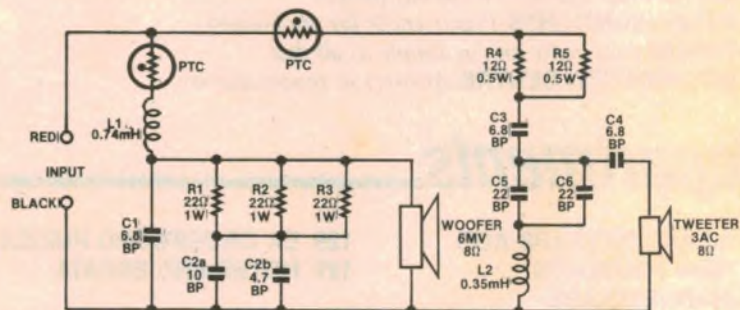 PTC
PTC
R4
12Ω
0.5W
R5
12Ω
0.5W
L1
0.74mH
C3
6.8
BP
C4
6.8
BP
RED
INPUT
BLACK
R1
22Ω
1W
R2
22Ω
1W
R3
22Ω
1W
C5
22
BP
C6
22
BP
C1
6.8
BP
C2a
10
BP
C2b
4.7
BP
WOOFER
6MV
8Ω
L2
0.35mH
TWEETER
3AC
8Ω